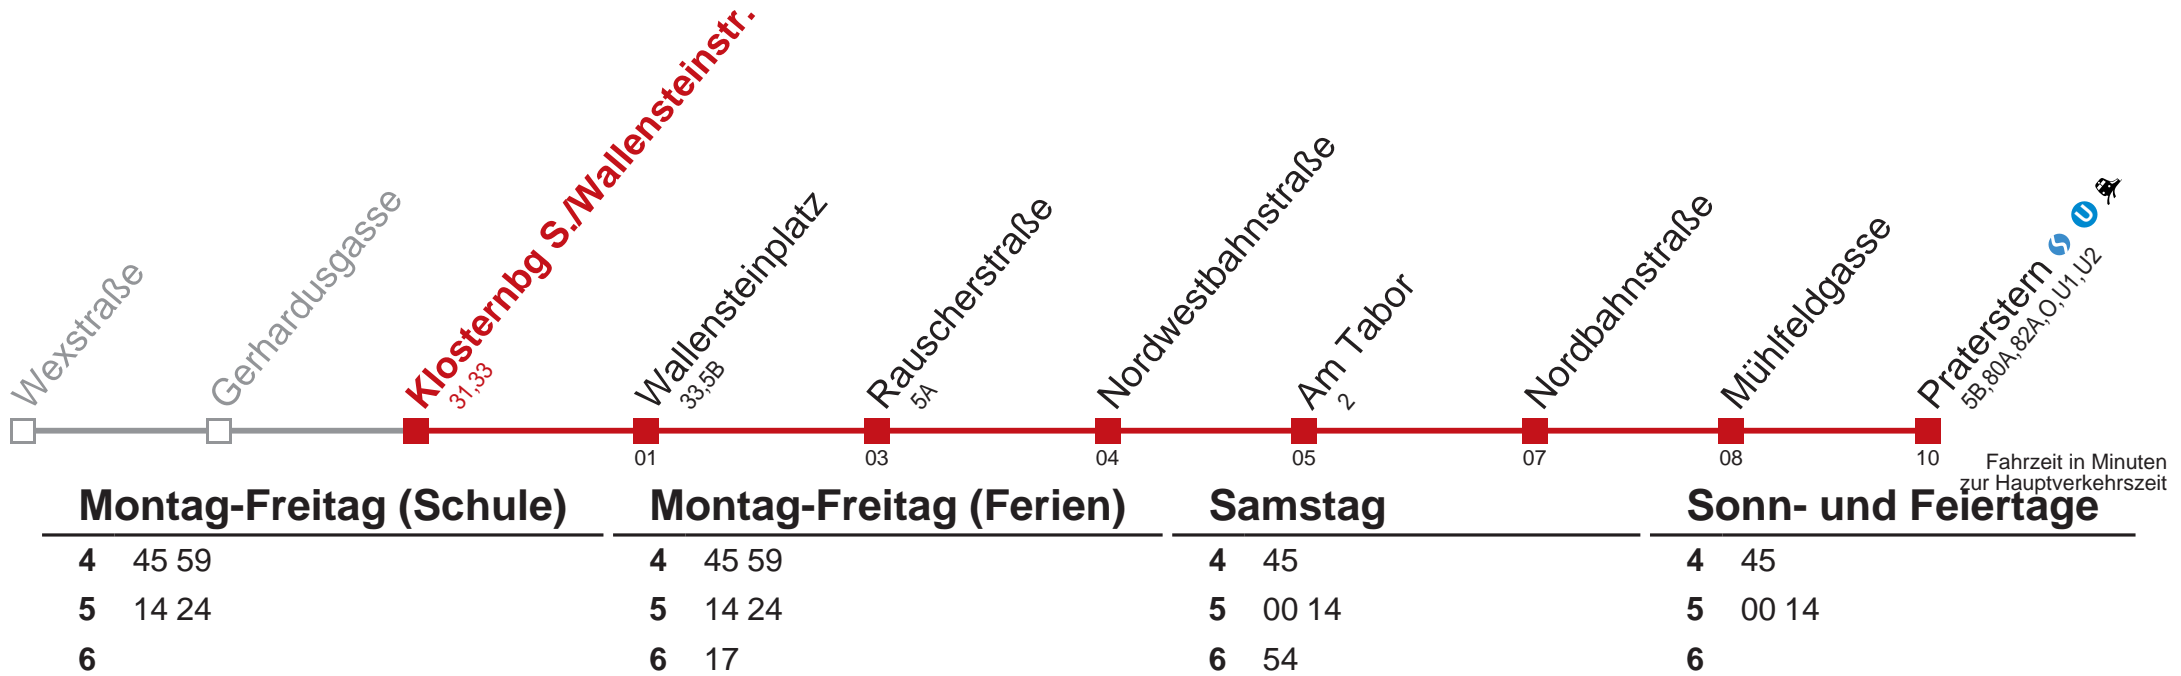 Wexstraße
Gerhardusgasse
Klosternbg S./Wallensteinstr.
31,33
Wallensteinplatz
33,5B
Rauscherstraße
5A
Nordwestbahnstraße
Am Tabor
2
Nordbahnstraße
Mühlfeldgasse
Praterstern
U
5B,80A,82A,O,U1,U2
01 03 04 05 07 08 10
Fahrzeit in Minuten
zur Hauptverkehrszeit
Montag-Freitag (Schule)
4 45 59
5 14 24
6
Montag-Freitag (Ferien)
4 45 59
5 14 24
6 17
Samstag
4 45
5 00 14
6 54
Sonn- und Feiertage
4 45
5 00 14
6